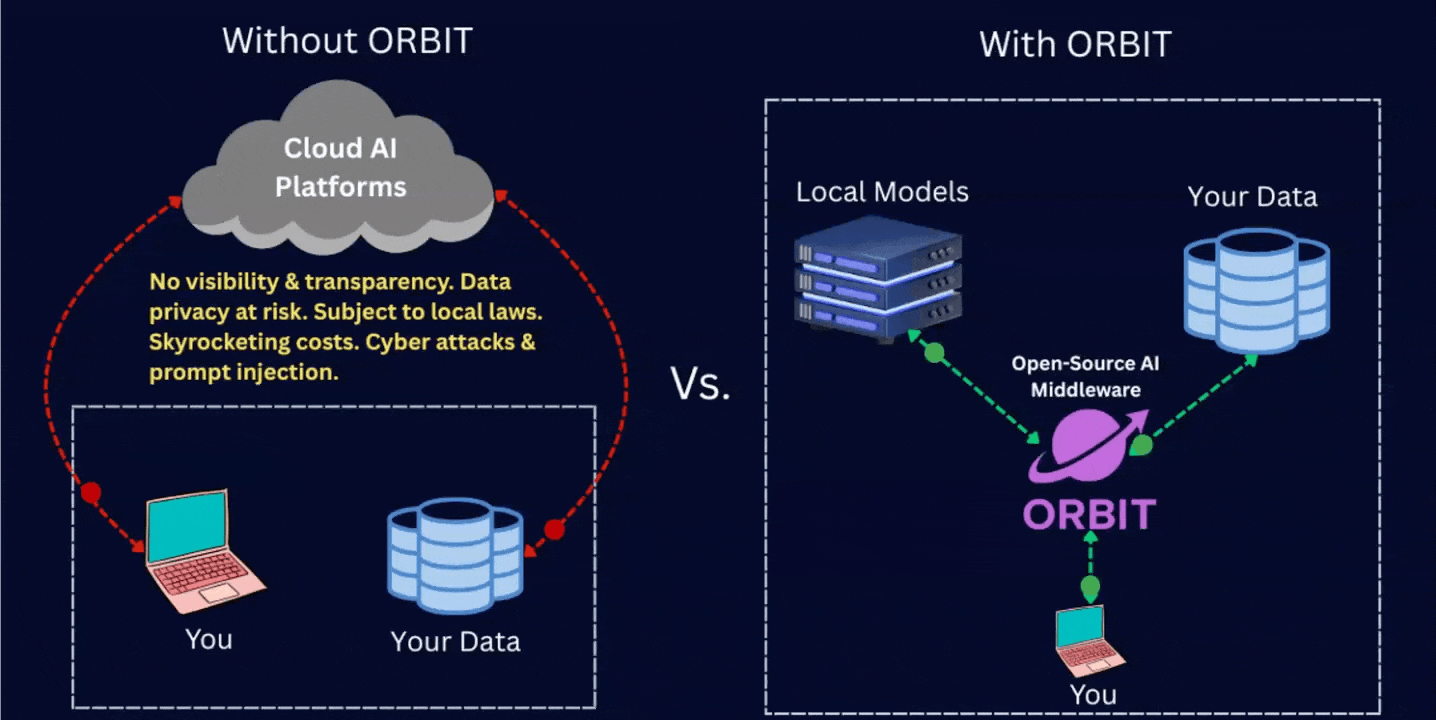 Without ORBIT
Cloud AI
Platforms
No visibility & transparency. Data
privacy at risk. Subject to local laws.
Skyrocketing costs. Cyber attacks &
prompt injection.
You
Your Data
Vs.
With ORBIT
Local Models
Your Data
Open-Source AI
Middleware
ORBIT
You